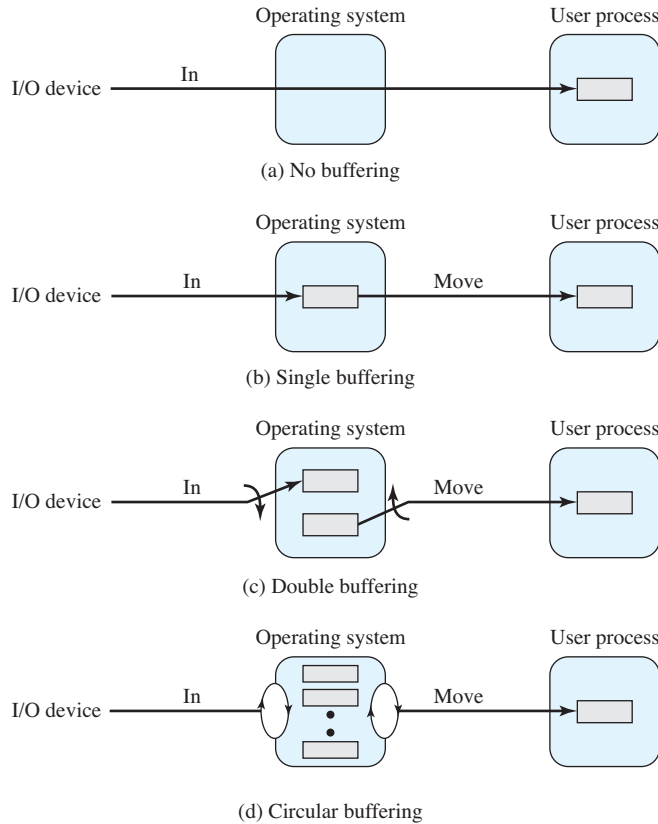 Operating system User process
In
I/O device
(a) No buffering
Operating system User process
In Move
I/O device
(b) Single buffering
Operating system User process
In Move
I/O device
(c) Double buffering
Operating system User process
In Move
I/O device
(d) Circular buffering